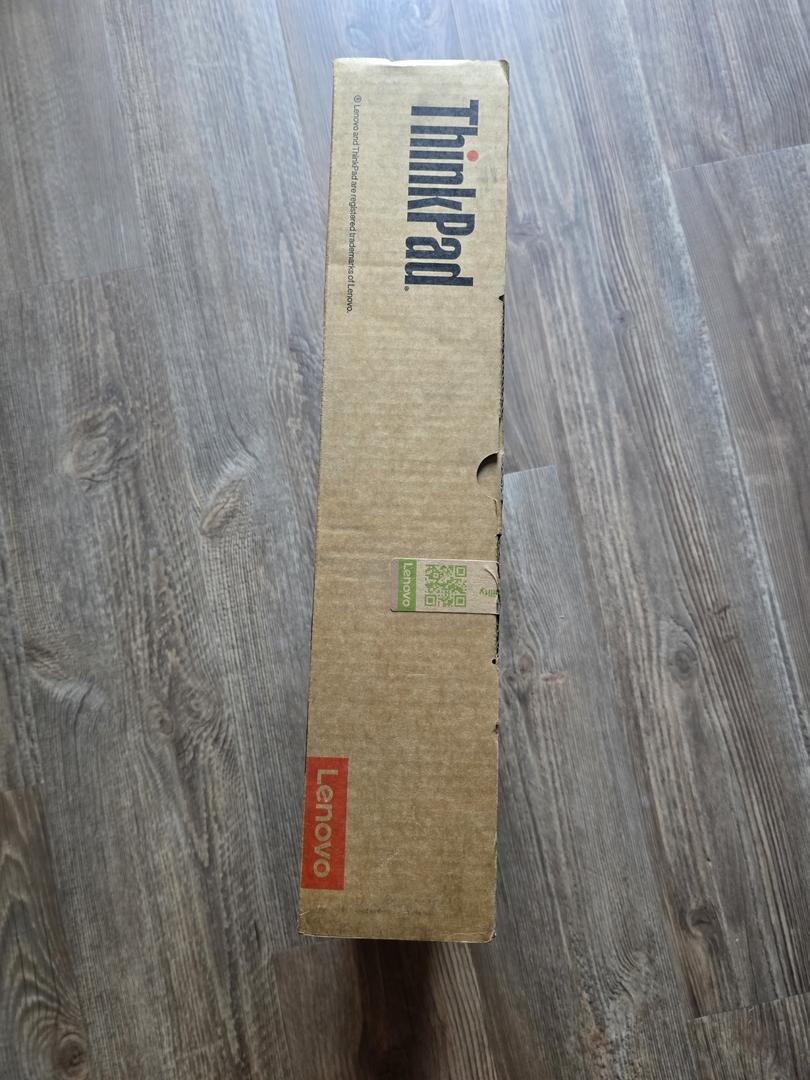 ThinkPad®
® Lenovo and ThinkPad are registered trademarks of Lenovo.
Lenovo
Lenovo